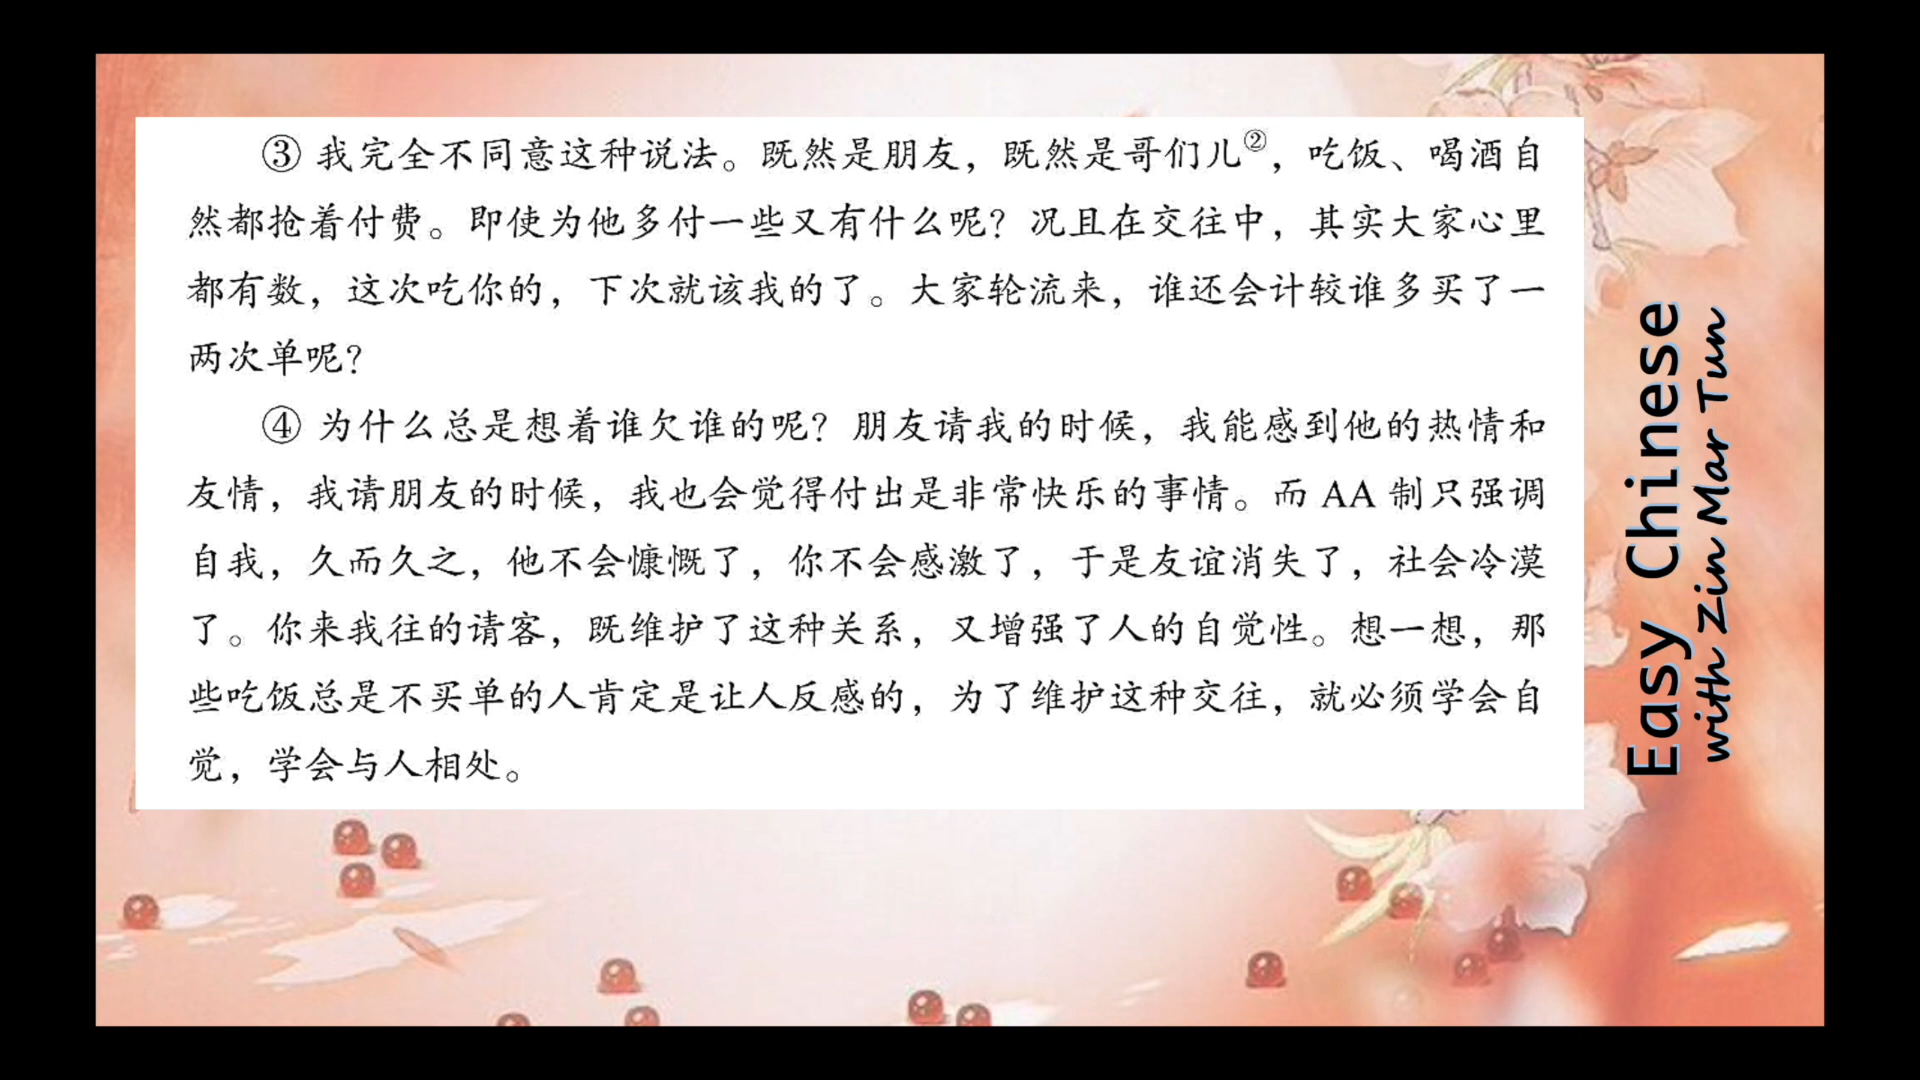 ③ 我完全不同意这种说法。既然是朋友，既然是哥们儿②，吃饭、喝酒自
然都抢着付费。即使为他多付一些又有什么呢？况且在交往中，其实大家心里
都有数，这次吃你的，下次就该我的了。大家轮流来，谁还会计较谁多买了一
两次单呢？
④ 为什么总是想着谁欠谁的呢？朋友请我的时候，我能感到他的热情和
友情，我请朋友的时候，我也会觉得付出是非常快乐的事情。而 AA 制只强调
自我，久而久之，他不会慷慨了，你不会感激了，于是友谊消失了，社会冷漠
了。你来我往的请客，既维护了这种关系，又增强了人的自觉性。想一想，那
些吃饭总是不买单的人肯定是让人反感的，为了维护这种交往，就必须学会自
觉，学会与人相处。
Easy Chinese
with Zin Mar Tun